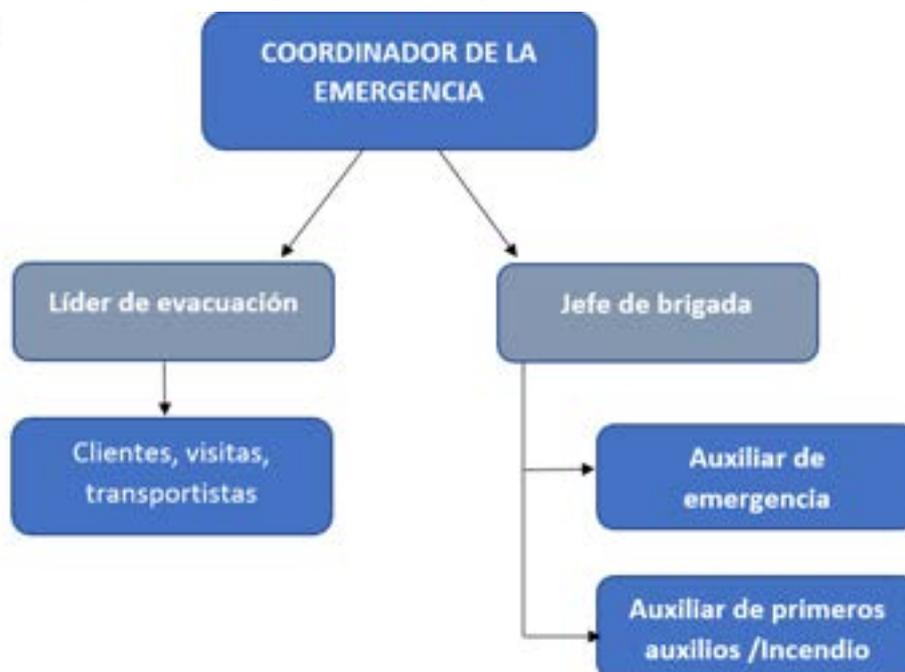 COORDINADOR DE LA
EMERGENCIA
Líder de evacuación
Jefe de brigada
Clientes, visitas,
transportistas
Auxiliar de
emergencia
Auxiliar de primeros
auxilios /Incendio